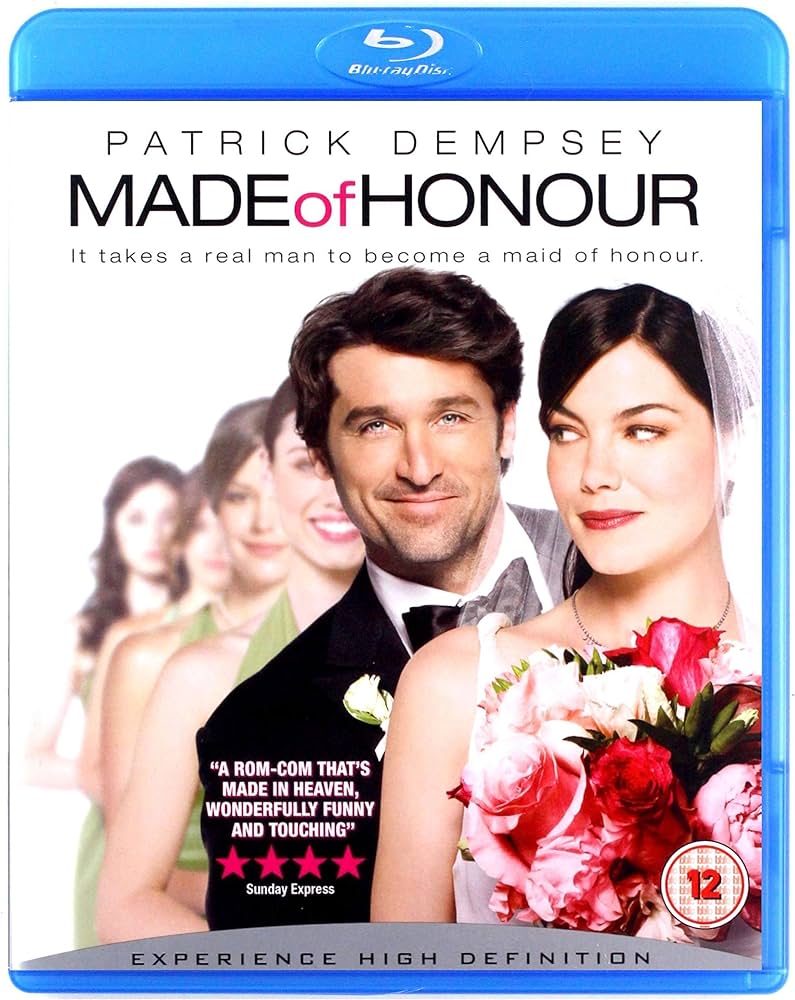 Blu-ray Disc
PATRICK DEMPSEY
MADE of HONOUR
It takes a real man to become a maid of honour.
"A ROM-COM THAT'S
MADE IN HEAVEN,
WONDERFULLY FUNNY
AND TOUCHING"
Sunday Express
12
EXPERIENCE HIGH DEFINITION